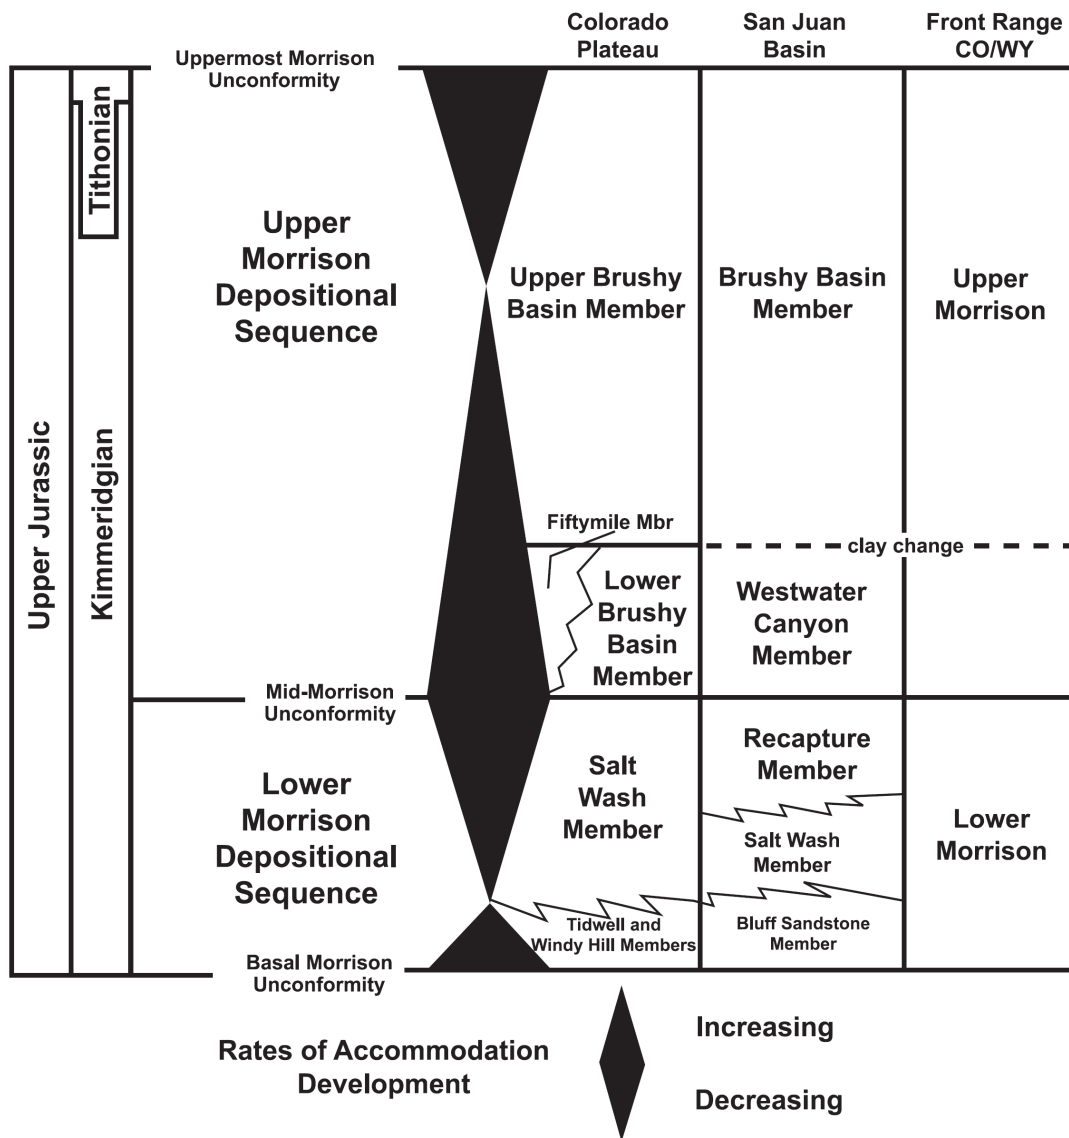 Colorado
Plateau
San Juan
Basin
Front Range
CO/WY
Uppermost Morrison
Unconformity
Upper Jurassic
Tithonian
Kimmeridgian
Upper
Morrison
Depositional
Sequence
Upper Brushy
Basin Member
Brushy Basin
Member
Upper
Morrison
Fiftymile Mbr
clay change
Lower
Brushy
Basin
Member
Westwater
Canyon
Member
Mid-Morrison
Unconformity
Lower
Morrison
Depositional
Sequence
Salt
Wash
Member
Recapture
Member
Salt Wash
Member
Lower
Morrison
Tidwell and
Windy Hill Members
Bluff Sandstone
Member
Basal Morrison
Unconformity
Rates of Accommodation
Development
Increasing
Decreasing